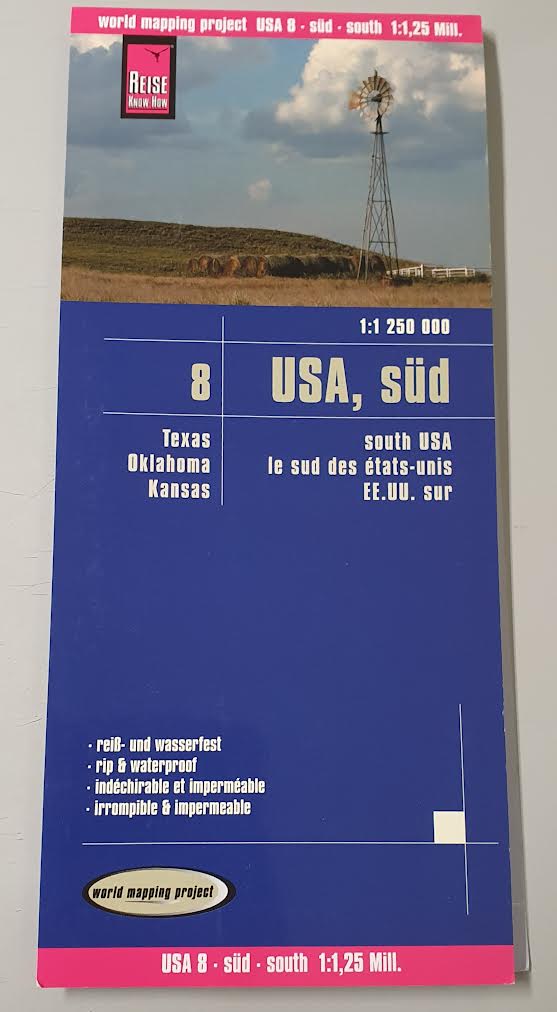 world mapping project USA 8 · süd · south 1:1,25 Mill.
REISE
KNOW-HOW
1:1 250 000
8
USA, süd
Texas
Oklahoma
Kansas
south USA
le sud des états-unis
EE.UU. sur
· reiß- und wasserfest
· rip & waterproof
· indéchirable et imperméable
· irrompible & impermeable
world mapping project
USA 8 · süd · south 1:1,25 Mill.